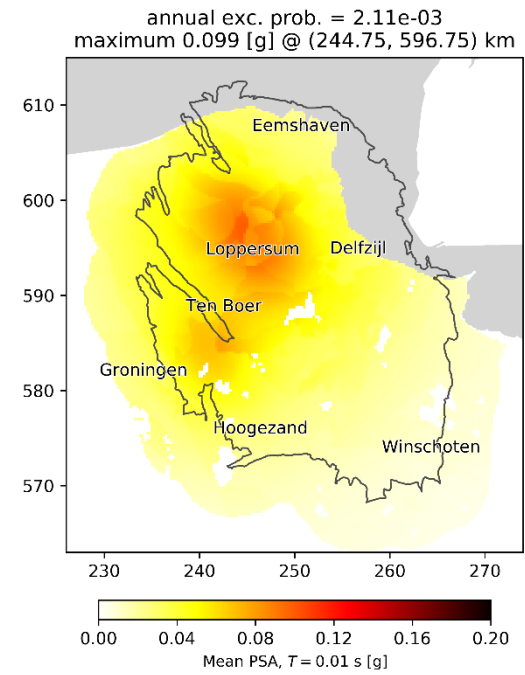 annual exc. prob. = 2.11e-03
maximum 0.099 [g] @ (244.75, 596.75) km
610
Eemshaven
600
Loppersum
Delfzijl
590
Ten Boer
Groningen
580
Hoogezand
Winschoten
570
230 240 250 260 270
0.00 0.04 0.08 0.12 0.16 0.20
Mean PSA, T = 0.01 s [g]